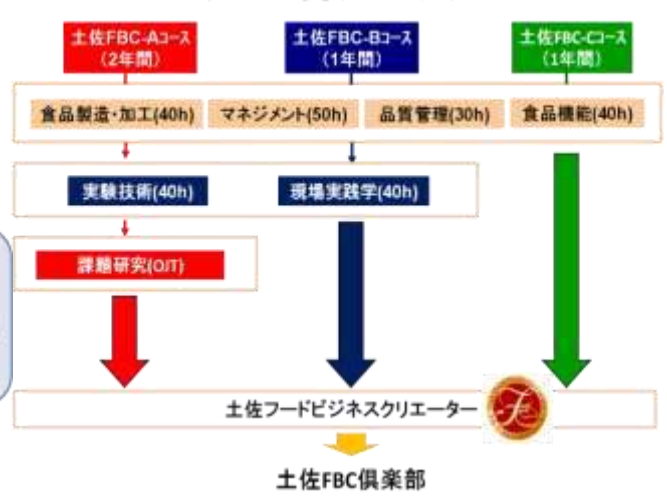 土佐FBC-Aコース
（2年間）
土佐FBC-Bコース
（1年間）
土佐FBC-Cコース
（1年間）
食品製造・加工(40h)
マネジメント(50h)
品質管理(30h)
食品機能(40h)
実験技術(40h)
現場実践学(40h)
課題研究(OJT)
土佐フードビジネスクリエーター
土佐FBC倶楽部